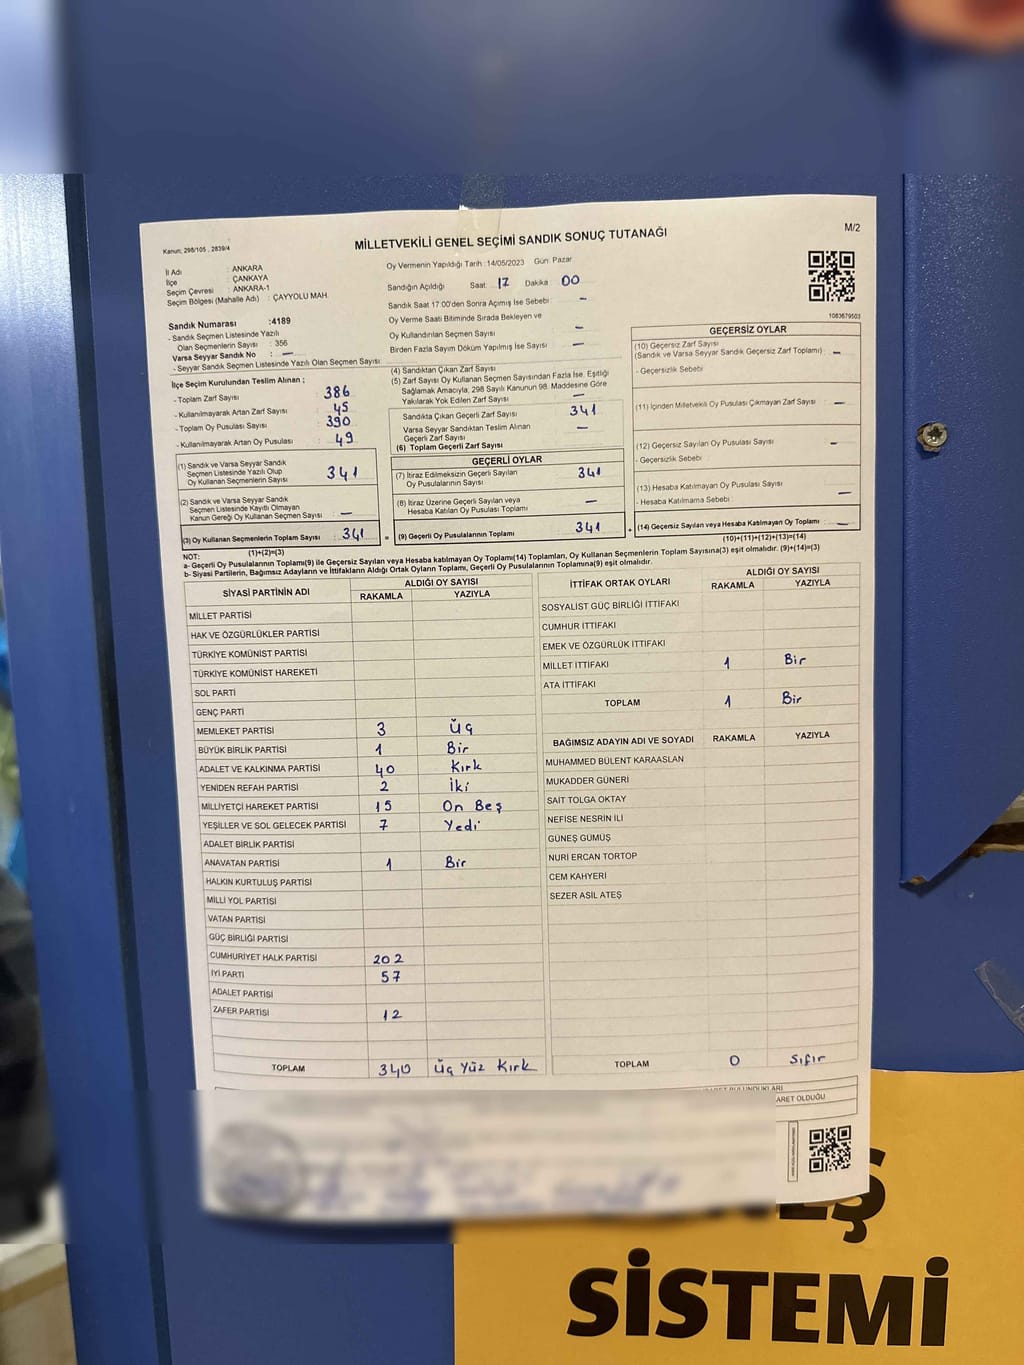 Kanun: 298/105 , 2839/4
MİLLETVEKİLİ GENEL SEÇİMİ SANDIK SONUÇ TUTANAĞI
M/2
İl Adı : ANKARA
İlçe : ÇANKAYA
Seçim Çevresi : ANKARA-1
Seçim Bölgesi (Mahalle Adı) : ÇAYYOLU MAH.
Sandık Numarası :4189
- Sandık Seçmen Listesinde Yazılı
Olan Seçmenlerin Sayısı : 356
Varsa Seyyar Sandık No : —
- Seyyar Sandık Seçmen Listesinde Yazılı Olan Seçmen Sayısı:
Oy Vermenin Yapıldığı Tarih :14/05/2023 Gün: Pazar
Sandığın Açıldığı Saat: 17 Dakika 00
Sandık Saat 17:00'den Sonra Açımış İse Sebebi : —
Oy Verme Saati Bitiminde Sırada Bekleyen ve
Oy Kullandırılan Seçmen Sayısı : —
Birden Fazla Sayım Döküm Yapılmış İse Sayısı : —
1083679503
İlçe Seçim Kurulundan Teslim Alınan ;
- Toplam Zarf Sayısı : 386
- Kullanılmayarak Artan Zarf Sayısı : 45
- Toplam Oy Pusulası Sayısı : 390
- Kullanılmayarak Artan Oy Pusulası : 49
(1) Sandık ve Varsa Seyyar Sandık
Seçmen Listesinde Yazılı Olup
Oy Kullanan Seçmenlerin Sayısı : 341
(2) Sandık ve Varsa Seyyar Sandık
Seçmen Listesinde Kayıtlı Olmayan
Kanun Gereği Oy Kullanan Seçmen Sayısı : —
(3) Oy Kullanan Seçmenlerin Toplam Sayısı : 341
(1)+(2)=(3)
(4) Sandıktan Çıkan Zarf Sayısı
(5) Zarf Sayısı Oy Kullanan Seçmen Sayısından Fazla İse, Eşitliği
Sağlamak Amacıyla, 298 Sayılı Kanunun 98. Maddesine Göre
Yakılarak Yok Edilen Zarf Sayısı : —
Sandıkta Çıkan Geçerli Zarf Sayısı : 341
Varsa Seyyar Sandıktan Teslim Alınan
Geçerli Zarf Sayısı : —
(6) Toplam Geçerli Zarf Sayısı
GEÇERLİ OYLAR
(7) İtiraz Edilmeksizin Geçerli Sayılan
Oy Pusulalarının Sayısı : 341
(8) İtiraz Üzerine Geçerli Sayılan veya
Hesaba Katılan Oy Pusulaları Toplamı : —
= (9) Geçerli Oy Pusulalarının Toplamı : 341
GEÇERSİZ OYLAR
(10) Geçersiz Zarf Sayısı
(Sandık ve Varsa Seyyar Sandık Geçersiz Zarf Toplamı) : —
- Geçersizlik Sebebi :
(11) İçinden Milletvekili Oy Pusulası Çıkmayan Zarf Sayısı : —
(12) Geçersiz Sayılan Oy Pusulası Sayısı : —
- Geçersizlik Sebebi :
(13) Hesaba Katılmayan Oy Pusulası Sayısı : —
- Hesaba Katılmama Sebebi :
+ (14) Geçersiz Sayılan veya Hesaba Katılmayan Oy Toplamı : —
(10)+(11)+(12)+(13)=(14)
NOT:
a- Geçerli Oy Pusulalarının Toplamı(9) ile Geçersiz Sayılan veya Hesaba katılmayan Oy Toplamı(14) Toplamları, Oy Kullanan Seçmenlerin Toplam Sayısına(3) eşit olmalıdır. (9)+(14)=(3)
b- Siyasi Partilerin, Bağımsız Adayların ve İttifakların Aldığı Ortak Oyların Toplamı, Geçerli Oy Pusulalarının Toplamına(9) eşit olmalıdır.
SİYASİ PARTİNİN ADI ALDIĞI OY SAYISI
RAKAMLA YAZIYLA
MİLLET PARTİSİ
HAK VE ÖZGÜRLÜKLER PARTİSİ
TÜRKİYE KOMÜNİST PARTİSİ
TÜRKİYE KOMÜNİST HAREKETİ
SOL PARTİ
GENÇ PARTİ
MEMLEKET PARTİSİ 3 Üç
BÜYÜK BİRLİK PARTİSİ 1 Bir
ADALET VE KALKINMA PARTİSİ 40 Kırk
YENİDEN REFAH PARTİSİ 2 İki
MİLLİYETÇİ HAREKET PARTİSİ 15 On Beş
YEŞİLLER VE SOL GELECEK PARTİSİ 7 Yedi
ADALET BİRLİK PARTİSİ
ANAVATAN PARTİSİ 1 Bir
HALKIN KURTULUŞ PARTİSİ
MİLLİ YOL PARTİSİ
VATAN PARTİSİ
GÜÇ BİRLİĞİ PARTİSİ
CUMHURİYET HALK PARTİSİ 202
İYİ PARTİ 57
ADALET PARTİSİ
ZAFER PARTİSİ 12
TOPLAM 340 Üç Yüz Kırk
İTTİFAK ORTAK OYLARI ALDIĞI OY SAYISI
RAKAMLA YAZIYLA
SOSYALİST GÜÇ BİRLİĞİ İTTİFAKI
CUMHUR İTTİFAKI
EMEK VE ÖZGÜRLÜK İTTİFAKI
MİLLET İTTİFAKI 1 Bir
ATA İTTİFAKI
TOPLAM 1 Bir
BAĞIMSIZ ADAYIN ADI VE SOYADI RAKAMLA YAZIYLA
MUHAMMED BÜLENT KARAASLAN
MUKADDER GÜNERİ
SAİT TOLGA OKTAY
NEFİSE NESRİN İLİ
GÜNEŞ GÜMÜŞ
NURİ ERCAN TORTOP
CEM KAHYERİ
SEZER ASIL ATEŞ
TOPLAM 0 Sıfır
ARET OLDUĞU
SİSTEMİ